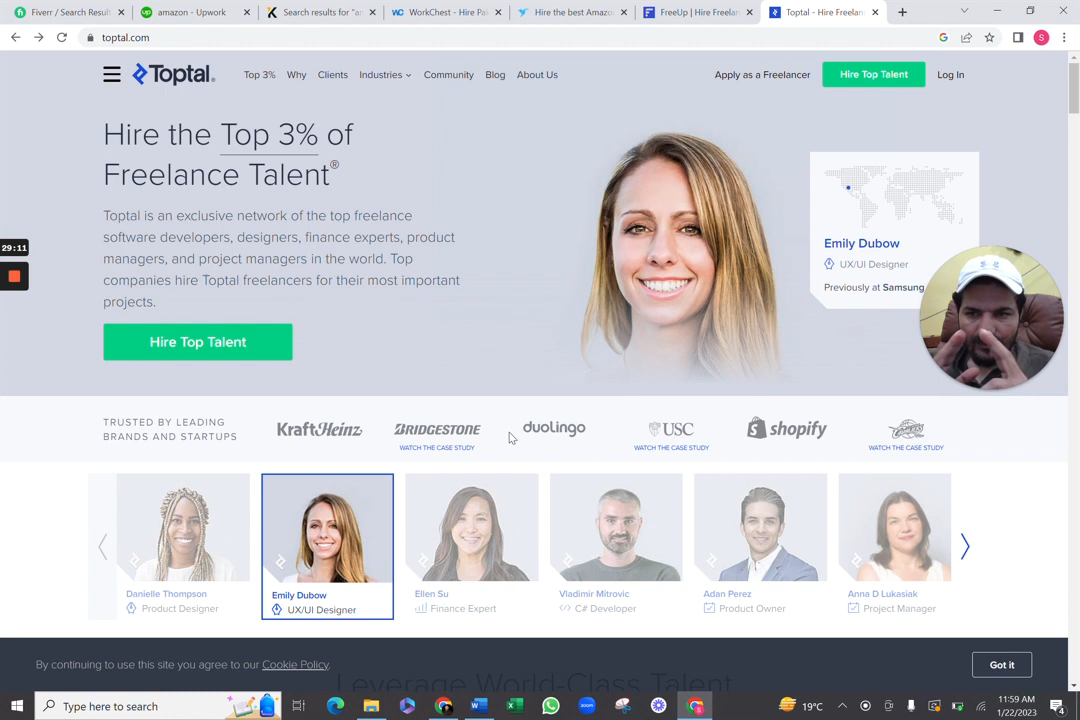 Fiverr / Search Result
amazon - Upwork
Search results for "am
WorkChest - Hire Pak
Hire the best Amazo
FreeUp | Hire Freelan
Toptal - Hire Freelan
toptal.com
S
Toptal®
Top 3%
Why
Clients
Industries
Community
Blog
About Us
Apply as a Freelancer
Hire Top Talent
Log In
Hire the Top 3% of
Freelance Talent®
Toptal is an exclusive network of the top freelance
software developers, designers, finance experts, product
managers, and project managers in the world. Top
companies hire Toptal freelancers for their most important
projects.
Hire Top Talent
Emily Dubow
UX/UI Designer
Previously at Samsung
29:11
TRUSTED BY LEADING
BRANDS AND STARTUPS
KraftHeinz
BRIDGESTONE
WATCH THE CASE STUDY
duolingo
USC
WATCH THE CASE STUDY
shopify
CAVALIERS
WATCH THE CASE STUDY
Danielle Thompson
Product Designer
Emily Dubow
UX/UI Designer
Ellen Su
Finance Expert
Vladimir Mitrovic
C# Developer
Adan Perez
Product Owner
Anna D Lukasiak
Project Manager
By continuing to use this site you agree to our Cookie Policy.
Got it
Leverage World-Class Talent
Type here to search
19°C
11:59 AM
1/22/2023
4